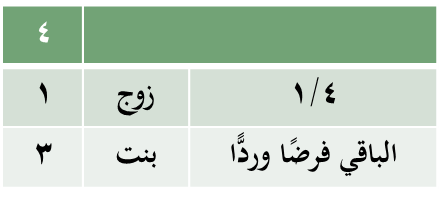 ٤
١/٤ زوج ١
الباقي فرضًا وردًّا بنت ٣